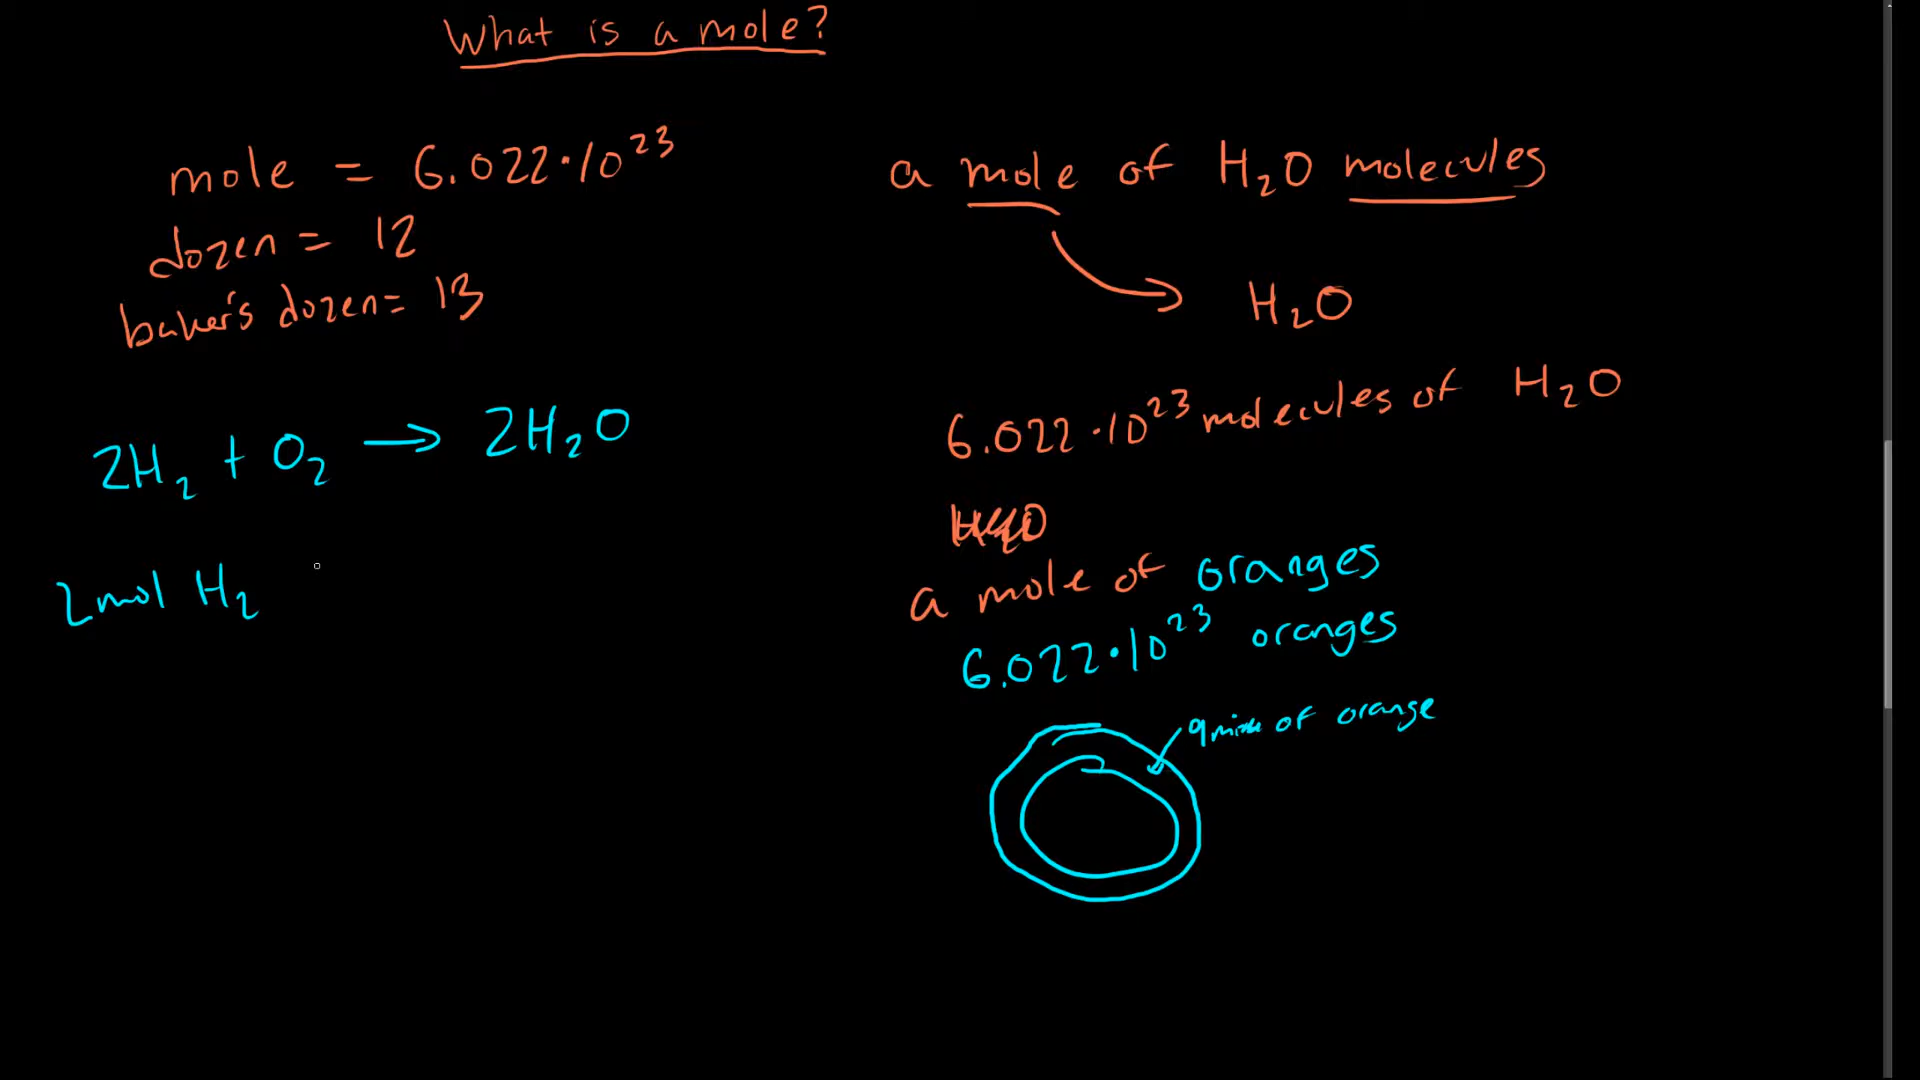 What is a mole?
mole = 6.022·10²³
dozen = 12
baker's dozen = 13
2H₂ + O₂ → 2H₂O
2mol H₂
a mole of H₂O molecules
H₂O
6.022·10²³ molecules of H₂O
a mole of oranges
6.022·10²³ oranges
of orange